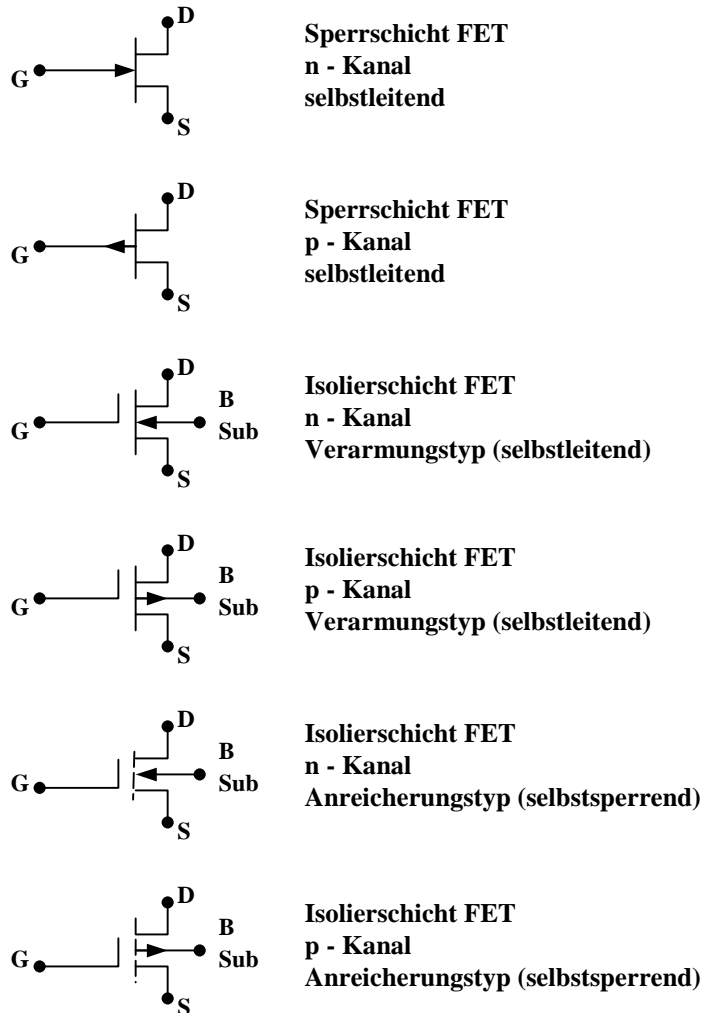 D
G
S
Sperrschicht FET
n - Kanal
selbstleitend
D
G
S
Sperrschicht FET
p - Kanal
selbstleitend
D
B
G
Sub
S
Isolierschicht FET
n - Kanal
Verarmungstyp (selbstleitend)
D
B
G
Sub
S
Isolierschicht FET
p - Kanal
Verarmungstyp (selbstleitend)
D
B
G
Sub
S
Isolierschicht FET
n - Kanal
Anreicherungstyp (selbstsperrend)
D
B
G
Sub
S
Isolierschicht FET
p - Kanal
Anreicherungstyp (selbstsperrend)